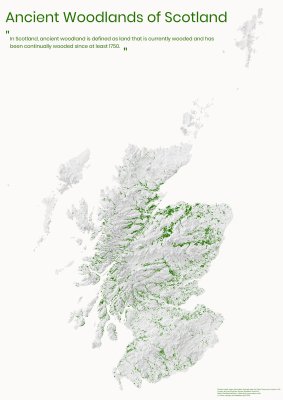 Ancient Woodlands of Scotland
"
In Scotland, ancient woodland is defined as land that is currently wooded and has
been continually wooded since at least 1750.
"